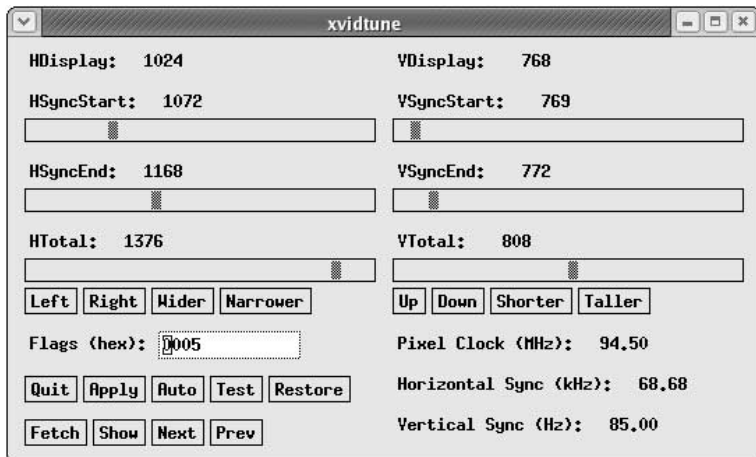 xvidtune
HDisplay: 1024
VDisplay: 768
HSyncStart: 1072
VSyncStart: 769
HSyncEnd: 1168
VSyncEnd: 772
HTotal: 1376
VTotal: 808
Left Right Wider Narrower
Up Down Shorter Taller
Flags (hex): 0005
Pixel Clock (MHz): 94.50
Quit Apply Auto Test Restore
Horizontal Sync (kHz): 68.68
Fetch Show Next Prev
Vertical Sync (Hz): 85.00